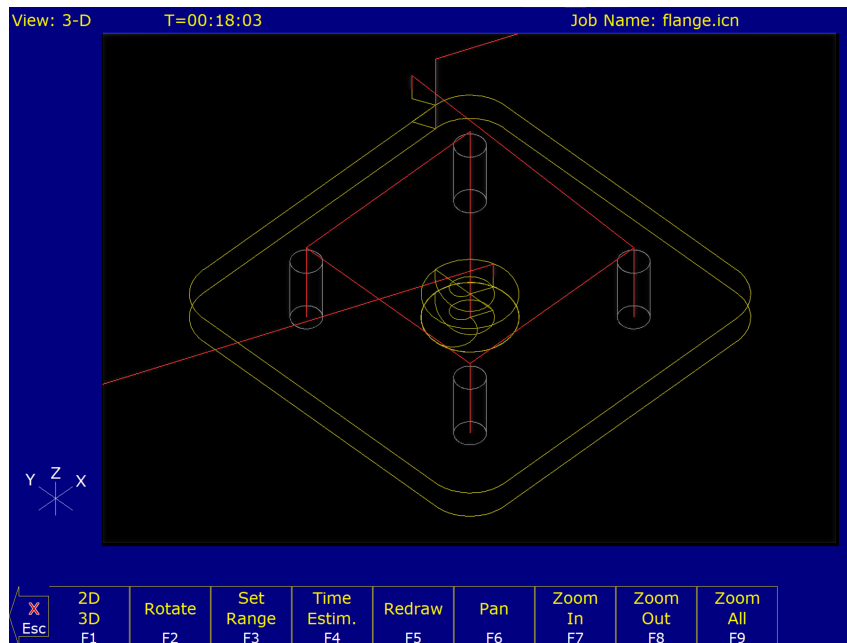 View: 3-D T=00:18:03 Job Name: flange.icn
Y Z X
X Esc
2D 3D F1
Rotate F2
Set Range F3
Time Estim. F4
Redraw F5
Pan F6
Zoom In F7
Zoom Out F8
Zoom All F9